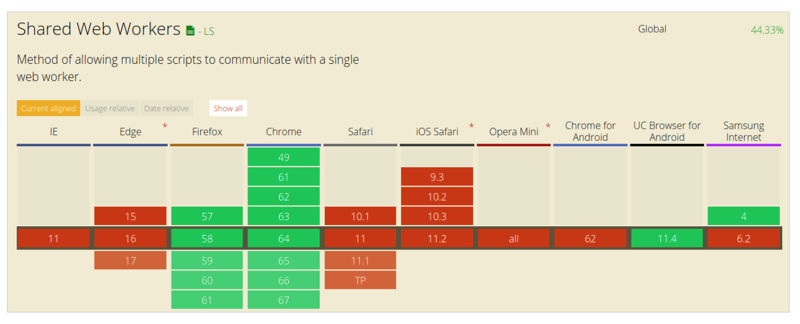 Shared Web Workers - LS
Global 44.33%
Method of allowing multiple scripts to communicate with a single
web worker.
Current aligned Usage relative Date relative Show all
IE Edge * Firefox Chrome Safari iOS Safari * Opera Mini * Chrome for Android UC Browser for Android Samsung Internet
49
61 9.3
62 10.2
15 57 63 10.1 10.3 4
11 16 58 64 11 11.2 all 62 11.4 6.2
17 59 65 11.1
60 66 TP
61 67